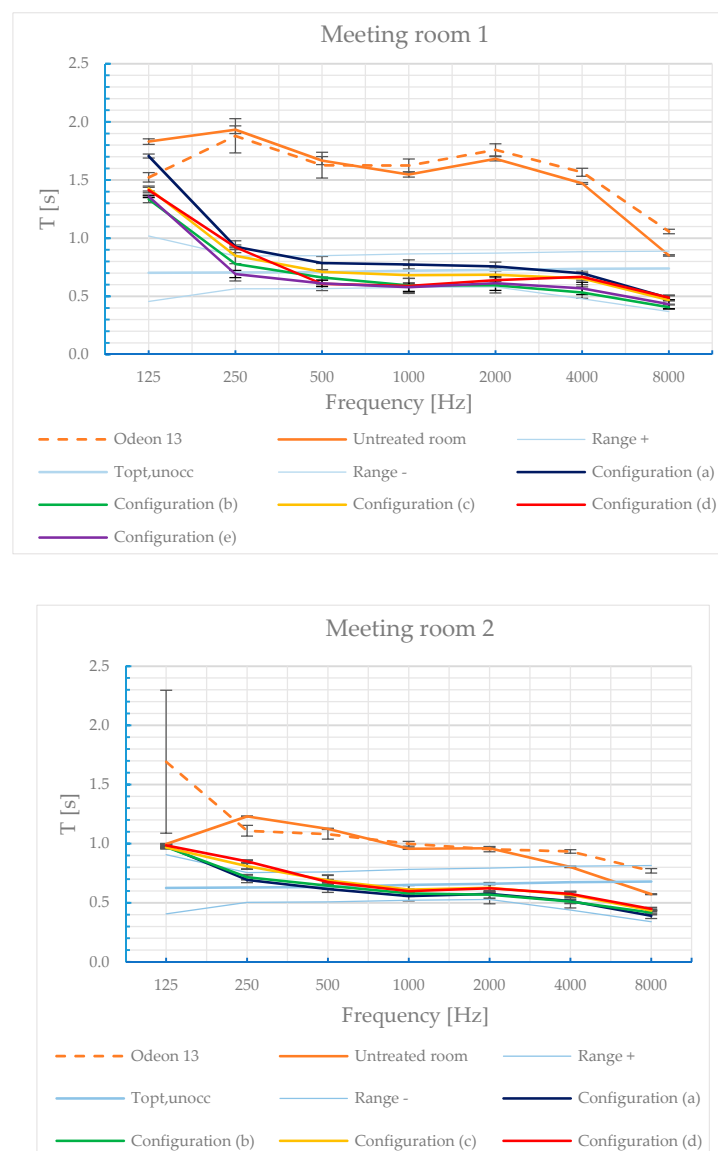 Meeting room 1
2.5
2.0
1.5
1.0
0.5
0.0
T [s]
125 250 500 1000 2000 4000 8000
Frequency [Hz]
Odeon 13 Untreated room Range +
Topt,unocc Range - Configuration (a)
Configuration (b) Configuration (c) Configuration (d)
Configuration (e)
Meeting room 2
2.5
2.0
1.5
1.0
0.5
0.0
T [s]
125 250 500 1000 2000 4000 8000
Frequency [Hz]
Odeon 13 Untreated room Range +
Topt,unocc Range - Configuration (a)
Configuration (b) Configuration (c) Configuration (d)